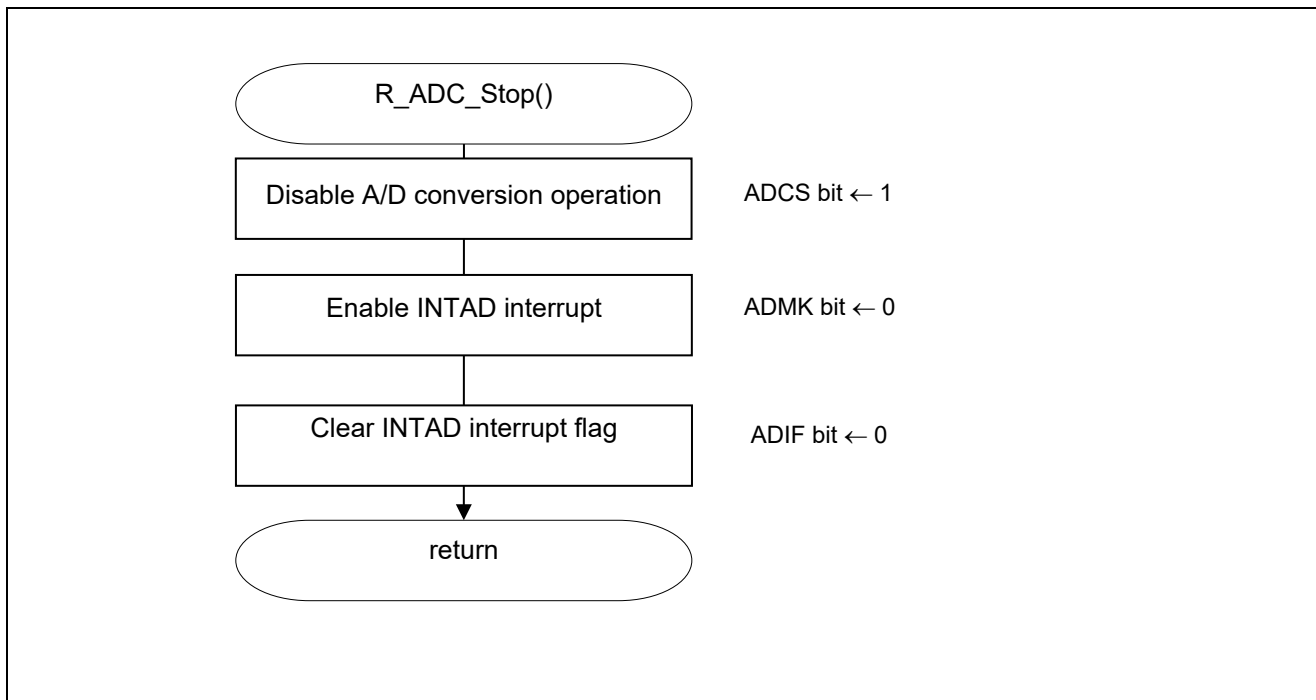 R_ADC_Stop()
Disable A/D conversion operation
ADCS bit ← 1
Enable INTAD interrupt
ADMK bit ← 0
Clear INTAD interrupt flag
ADIF bit ← 0
return